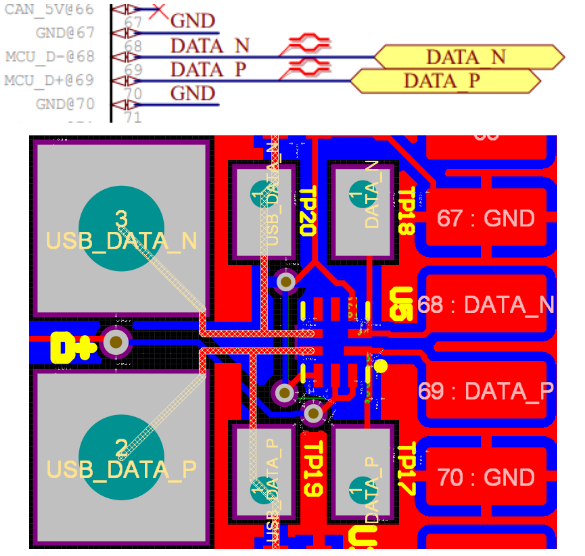 CAN_5V@66
67
GND
GND@67
68
DATA_N
MCU_D-@68
DATA_N
69
DATA_P
MCU_D+@69
DATA_P
70
GND
GND@70
71
3
USB_DATA_N
1
USB_DATA_N
TP20
1
DATA_N
TP18
67 : GND
68 : DATA_N
D+
69 : DATA_P
2
USB_DATA_P
1
USB_DATA_P
TP19
1
DATA_P
TP17
70 : GND